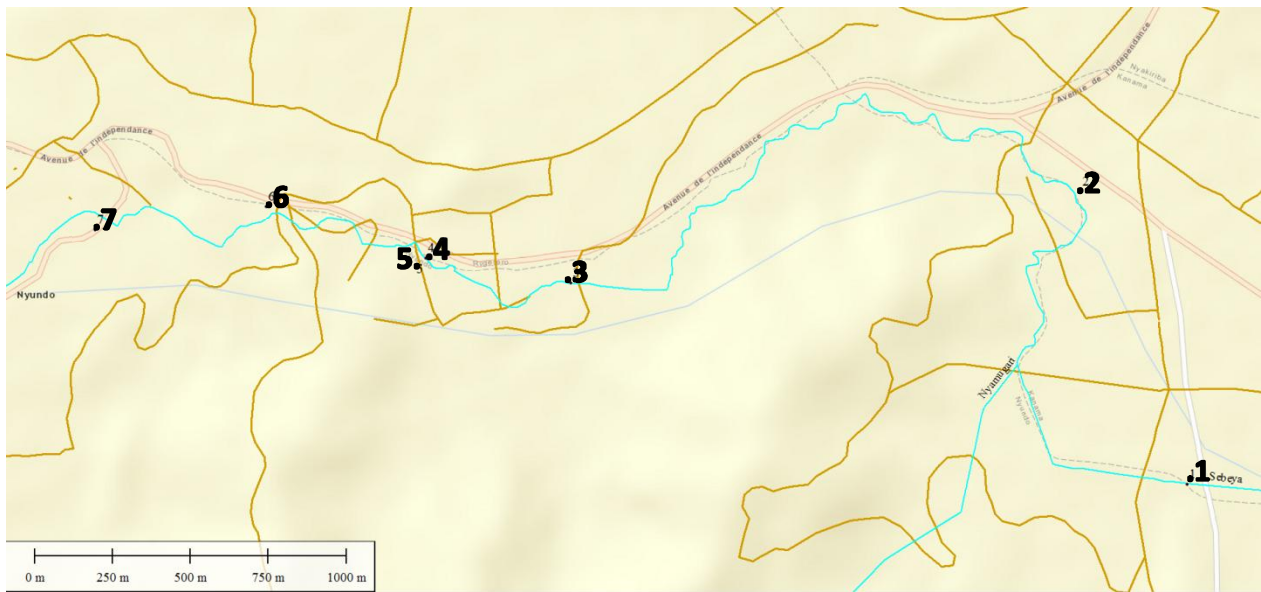 Nyakiriba
Kanama
Avenue de l'independance
Avenue de l'independance
Avenue de l'independance
.2
.6
.7
.4
5.
Rugerero
.3
Nyundo
Nyamugari
Kanama
Nyundo
.1
Sebeya
0 m 250 m 500 m 750 m 1000 m